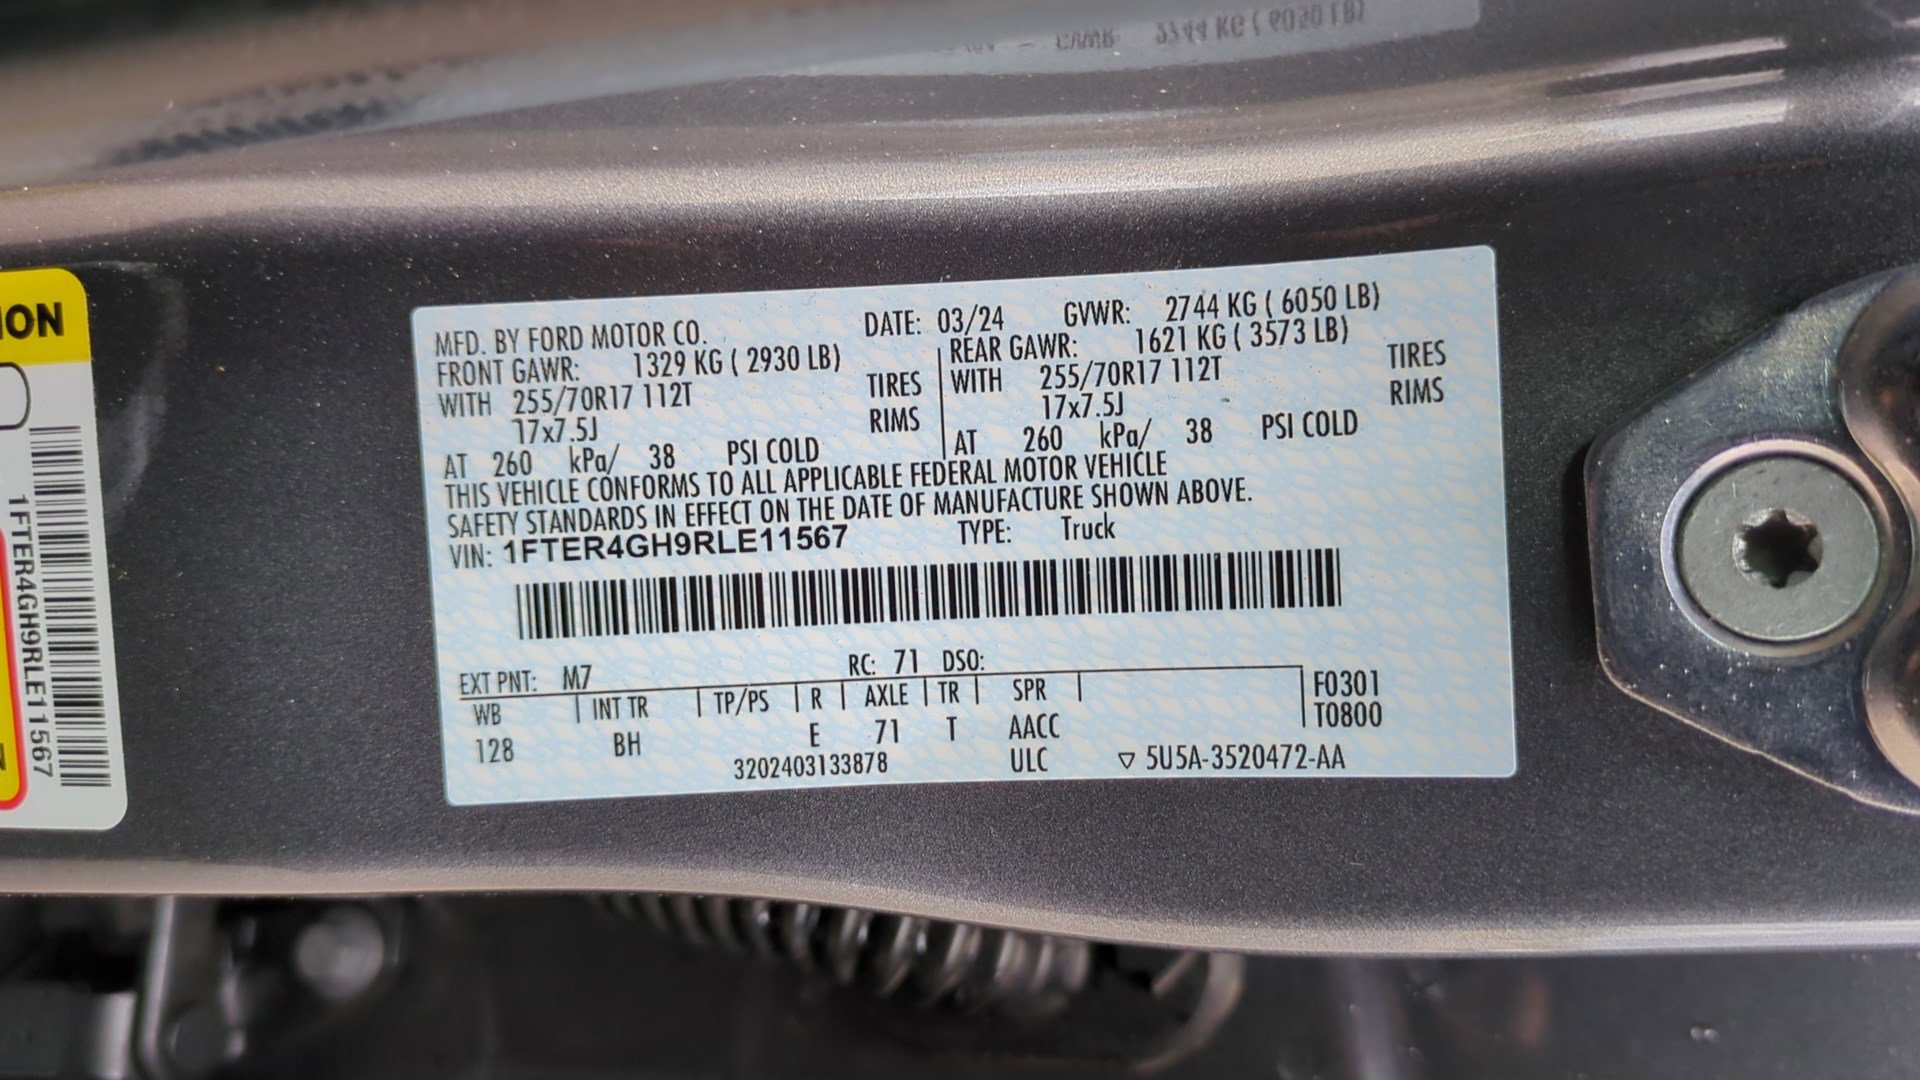 MFD. BY FORD MOTOR CO. DATE: 03/24 GVWR: 2744 KG ( 6050 LB)
FRONT GAWR: 1329 KG ( 2930 LB) REAR GAWR: 1621 KG ( 3573 LB)
WITH 255/70R17 112T TIRES WITH 255/70R17 112T TIRES
17x7.5J RIMS 17x7.5J RIMS
AT 260 kPa/ 38 PSI COLD AT 260 kPa/ 38 PSI COLD
THIS VEHICLE CONFORMS TO ALL APPLICABLE FEDERAL MOTOR VEHICLE
SAFETY STANDARDS IN EFFECT ON THE DATE OF MANUFACTURE SHOWN ABOVE.
VIN: 1FTER4GH9RLE11567 TYPE: Truck
EXT PNT: M7 RC: 71 DSO:
WB INT TR TP/PS R AXLE TR SPR F0301
128 BH E 71 T AACC T0800
3202403133878 ULC ▽ 5U5A-3520472-AA
1FTER4GH9RLE11567